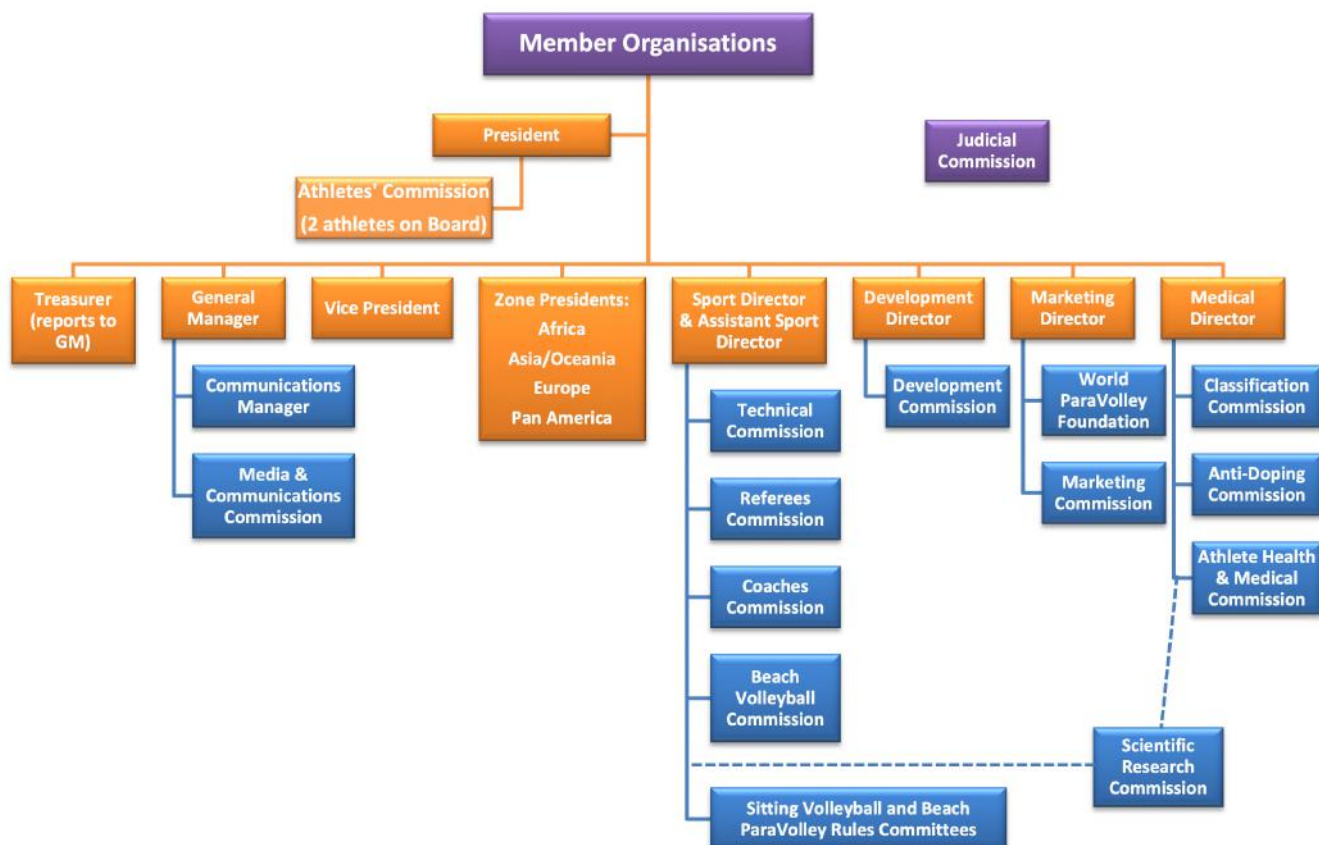 Member Organisations
President
Judicial
Commission
Athletes' Commission
(2 athletes on Board)
Treasurer
(reports to
GM)
General
Manager
Vice President
Zone Presidents:
Africa
Asia/Oceania
Europe
Pan America
Sport Director
& Assistant Sport
Director
Development
Director
Marketing
Director
Medical
Director
Communications
Manager
Media &
Communications
Commission
Technical
Commission
Referees
Commission
Coaches
Commission
Beach
Volleyball
Commission
Sitting Volleyball and Beach
ParaVolley Rules Committees
Development
Commission
World
ParaVolley
Foundation
Marketing
Commission
Classification
Commission
Anti-Doping
Commission
Athlete Health
& Medical
Commission
Scientific
Research
Commission